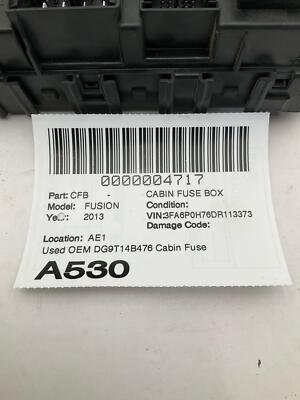 0000004717
Part: CFB - CABIN FUSE BOX
Model: FUSION Condition:
Year: 2013 VIN:3FA6P0H76DR113373
Damage Code:
Location: AE1
Used OEM DG9T14B476 Cabin Fuse
A530